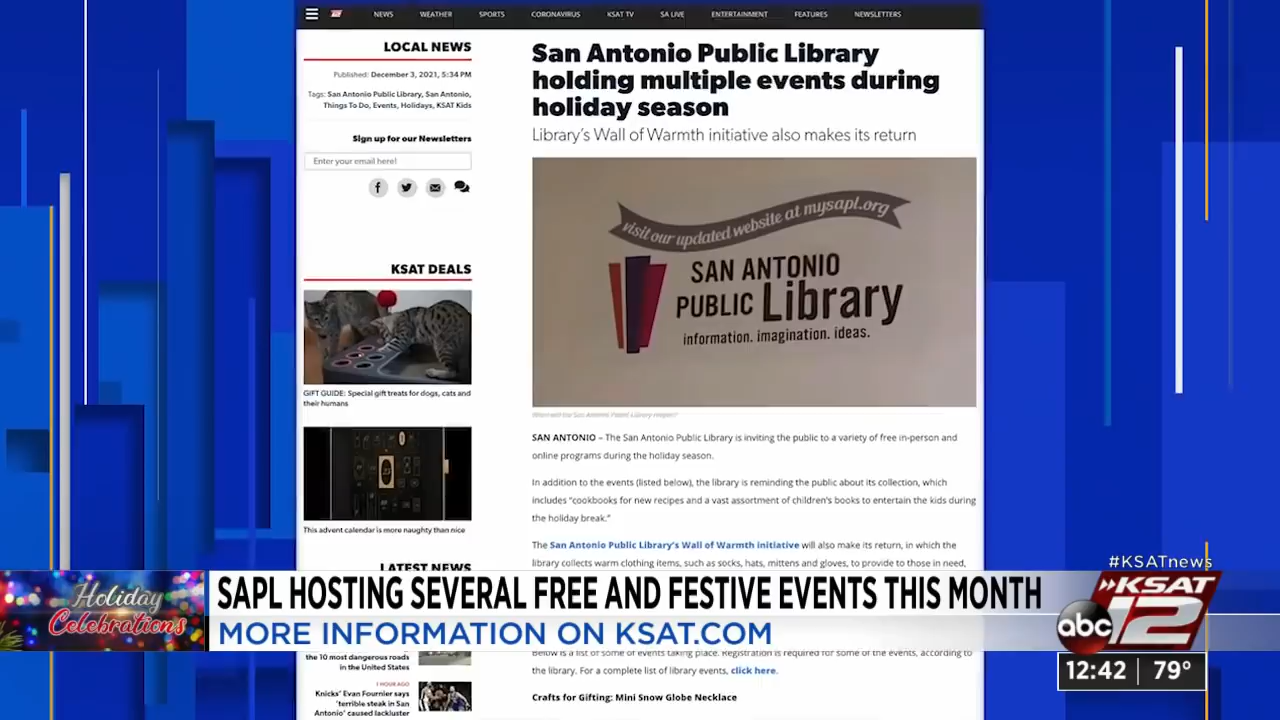 NEWS WEATHER SPORTS CORONAVIRUS KSAT TV SA LIVE ENTERTAINMENT FEATURES NEWSLETTERS
LOCAL NEWS
Published: December 3, 2021, 5:34 PM
Tags: San Antonio Public Library, San Antonio,
Things To Do, Events, Holidays, KSAT Kids
Sign up for our Newsletters
Enter your email here!
KSAT DEALS
GIFT GUIDE: Special gift treats for dogs, cats and
their humans
This advent calendar is more naughty than nice
LATEST NEWS
the 10 most dangerous roads
in the United States
1 HOUR AGO
Knicks' Evan Fournier says
'terrible steak in San
Antonio' caused lackluster
San Antonio Public Library
holding multiple events during
holiday season
Library's Wall of Warmth initiative also makes its return
visit our updated website at mysapl.org
SAN ANTONIO
PUBLIC Library
information. imagination. ideas.
When will the San Antonio Public Library reopen?
SAN ANTONIO – The San Antonio Public Library is inviting the public to a variety of free in-person and
online programs during the holiday season.
In addition to the events (listed below), the library is reminding the public about its collection, which
includes "cookbooks for new recipes and a vast assortment of children's books to entertain the kids during
the holiday break."
The San Antonio Public Library's Wall of Warmth initiative will also make its return, in which the
library collects warm clothing items, such as socks, hats, mittens and gloves, to provide to those in need,
Below is a list of some of events taking place. Registration is required for some of the events, according to
the library. For a complete list of library events, click here.
Crafts for Gifting: Mini Snow Globe Necklace
#KSATnews
Holiday
Celebrations
SAPL HOSTING SEVERAL FREE AND FESTIVE EVENTS THIS MONTH
MORE INFORMATION ON KSAT.COM
KSAT
abc 12
12:42 79°